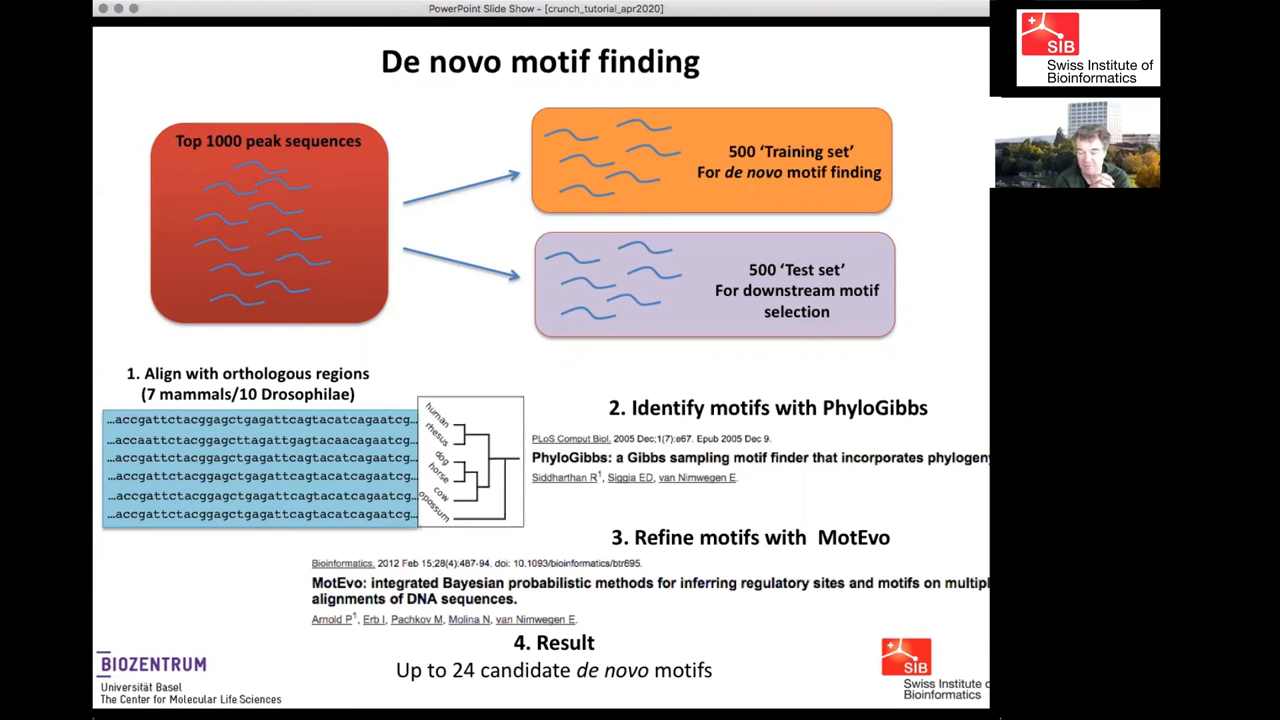 PowerPoint Slide Show - [crunch_tutorial_apr2020]
De novo motif finding
Top 1000 peak sequences
500 ‘Training set’
For de novo motif finding
500 ‘Test set’
For downstream motif
selection
1. Align with orthologous regions
(7 mammals/10 Drosophilae)
…accgattctacggagctgagattcagtacatcagaatcg…
…accaattctacggagcttagattgagtacaacagaatcg…
…accgattctacggagctgagattcagtacatcagaatcg…
…accgattctacggagctgagattcagtacatcagaatcg…
…accgattctacggagctgagattcagtacatcagaatcg…
…accgattctacggagctgagattcagtacatcagaatcg…
human
rhesus
dog
horse
cow
opossum
2. Identify motifs with PhyloGibbs
PLoS Comput Biol. 2005 Dec;1(7):e67. Epub 2005 Dec 9.
PhyloGibbs: a Gibbs sampling motif finder that incorporates phylogeny
Siddharthan R1, Siggia ED, van Nimwegen E.
3. Refine motifs with MotEvo
Bioinformatics. 2012 Feb 15;28(4):487-94. doi: 10.1093/bioinformatics/btr695.
MotEvo: integrated Bayesian probabilistic methods for inferring regulatory sites and motifs on multipl
alignments of DNA sequences.
Arnold P1, Erb I, Pachkov M, Molina N, van Nimwegen E.
4. Result
Up to 24 candidate de novo motifs
BIOZENTRUM
Universität Basel
The Center for Molecular Life Sciences
SIB
Swiss Institute of
Bioinformatics
SIB
Swiss Institute of
Bioinformatics